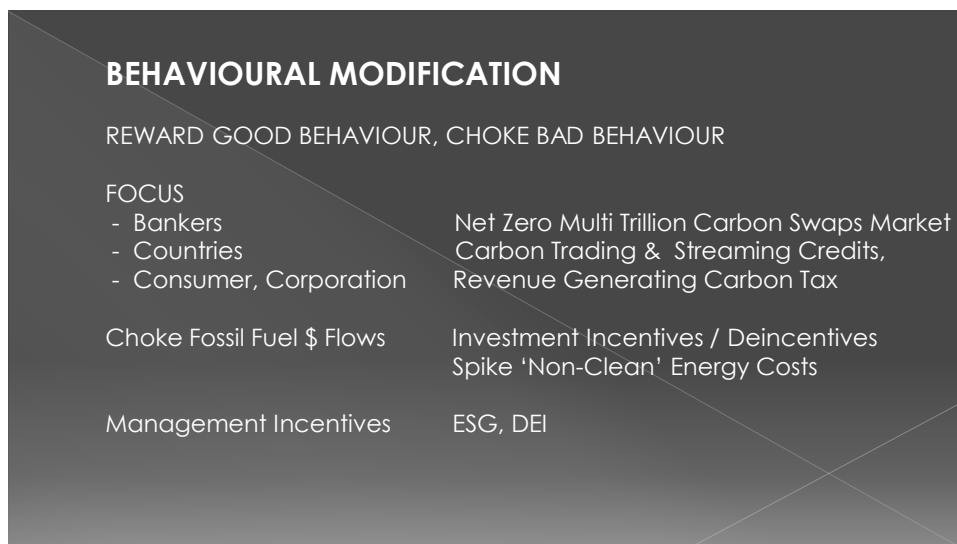 BEHAVIOURAL MODIFICATION
REWARD GOOD BEHAVIOUR, CHOKE BAD BEHAVIOUR
FOCUS
- Bankers Net Zero Multi Trillion Carbon Swaps Market
- Countries Carbon Trading & Streaming Credits,
- Consumer, Corporation Revenue Generating Carbon Tax
Choke Fossil Fuel $ Flows Investment Incentives / Deincentives
Spike ‘Non-Clean’ Energy Costs
Management Incentives ESG, DEI